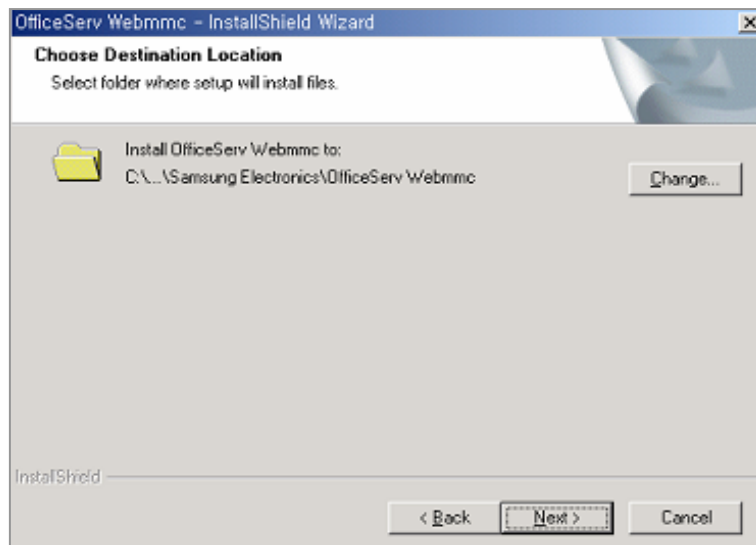 OfficeServ Webmmc - InstallShield Wizard
Choose Destination Location
Select folder where setup will install files.
Install OfficeServ Webmmc to:
C:\...\Samsung Electronics\OfficeServ Webmmc
Change...
InstallShield
< Back
Next >
Cancel